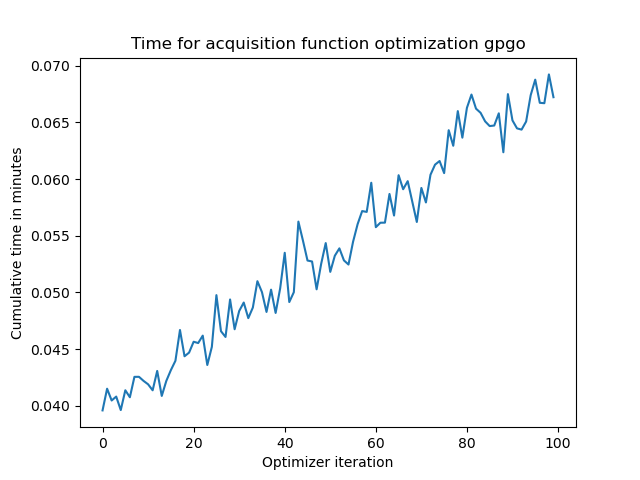 Time for acquisition function optimization gpgo
0.070
0.065
0.060
0.055
0.050
0.045
0.040
Cumulative time in minutes
0 20 40 60 80 100
Optimizer iteration